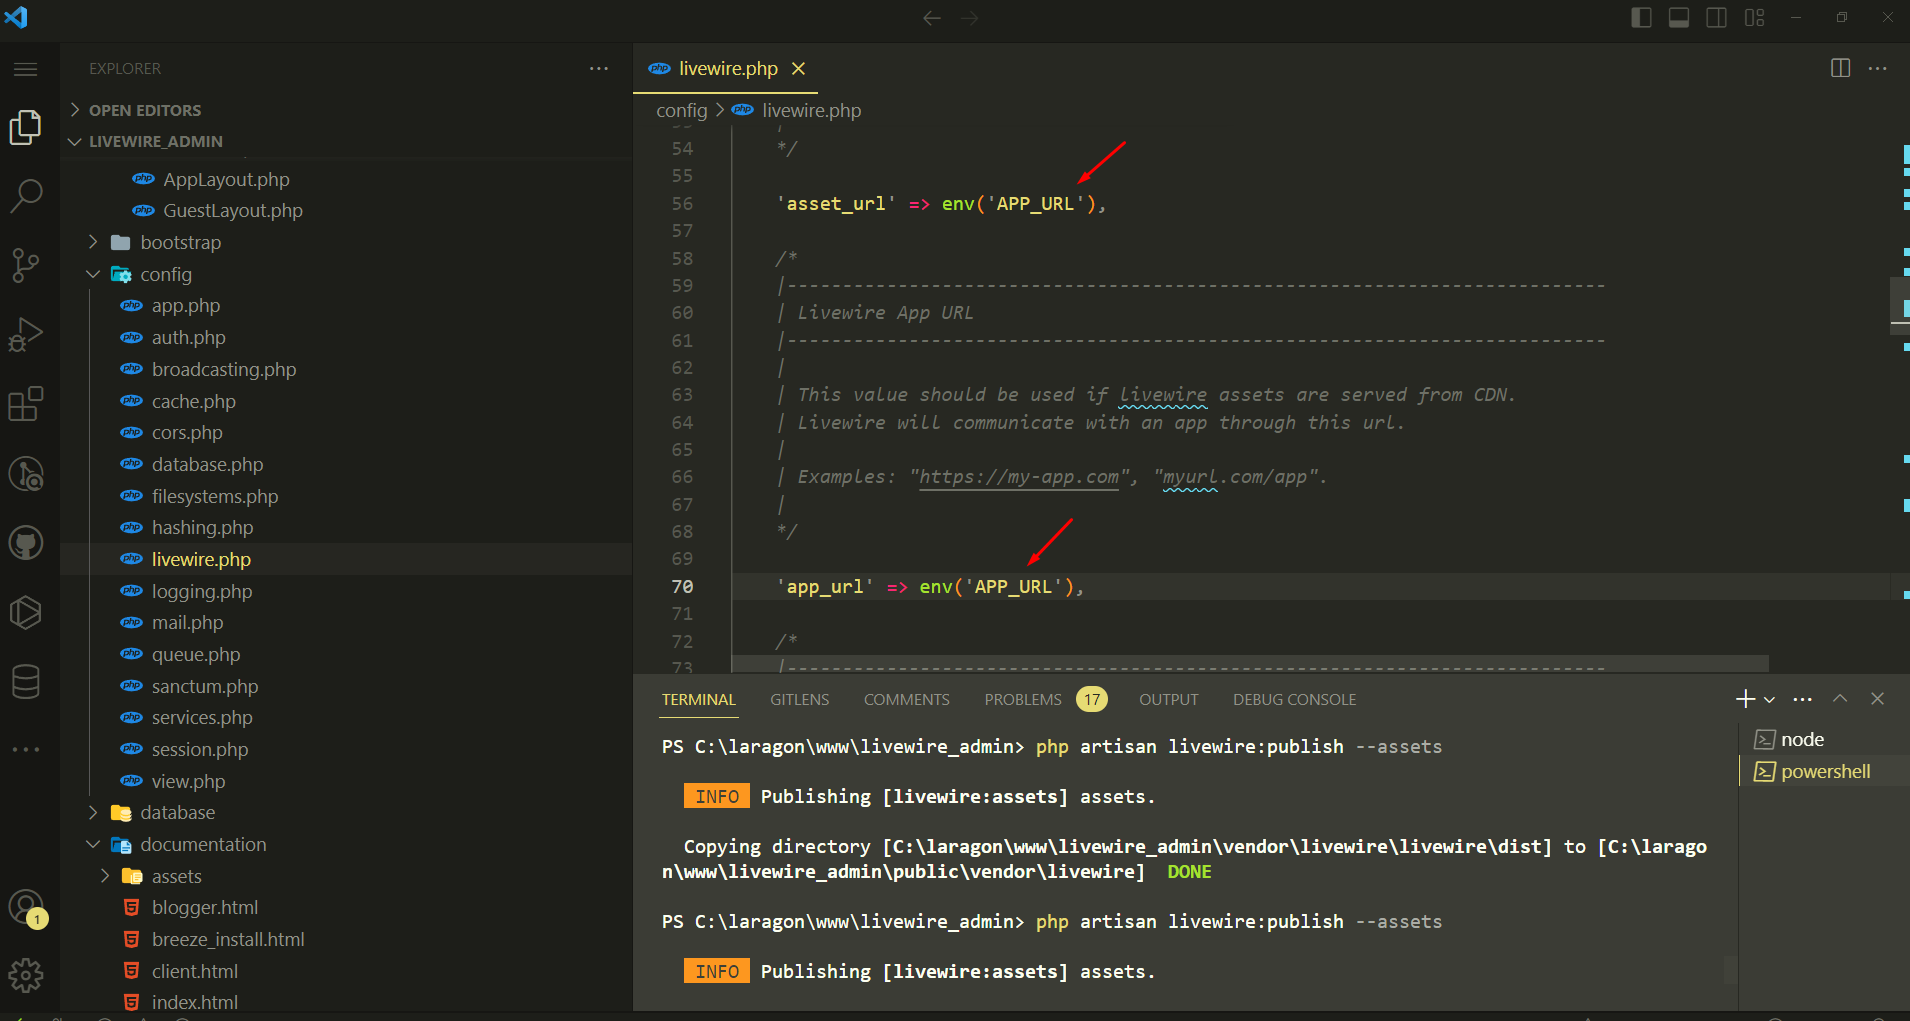 EXPLORER
OPEN EDITORS
LIVEWIRE_ADMIN
AppLayout.php
GuestLayout.php
bootstrap
config
app.php
auth.php
broadcasting.php
cache.php
cors.php
database.php
filesystems.php
hashing.php
livewire.php
logging.php
mail.php
queue.php
sanctum.php
services.php
session.php
view.php
database
documentation
assets
blogger.html
breeze_install.html
client.html
index.html
1
livewire.php
config > livewire.php
54 */
55
56 'asset_url' => env('APP_URL'),
57
58 /*
59 |---------------------------------------------------------------------------
60 | Livewire App URL
61 |---------------------------------------------------------------------------
62 |
63 | This value should be used if livewire assets are served from CDN.
64 | Livewire will communicate with an app through this url.
65 |
66 | Examples: "https://my-app.com", "myurl.com/app".
67 |
68 */
69
70 'app_url' => env('APP_URL'),
71
72 /*
73 |---------------------------------------------------------------------------
TERMINAL GITLENS COMMENTS PROBLEMS 17 OUTPUT DEBUG CONSOLE
PS C:\laragon\www\livewire_admin> php artisan livewire:publish --assets
INFO Publishing [livewire:assets] assets.
Copying directory [C:\laragon\www\livewire_admin\vendor\livewire\livewire\dist] to [C:\larago
n\www\livewire_admin\public\vendor\livewire] DONE
PS C:\laragon\www\livewire_admin> php artisan livewire:publish --assets
INFO Publishing [livewire:assets] assets.
node
powershell